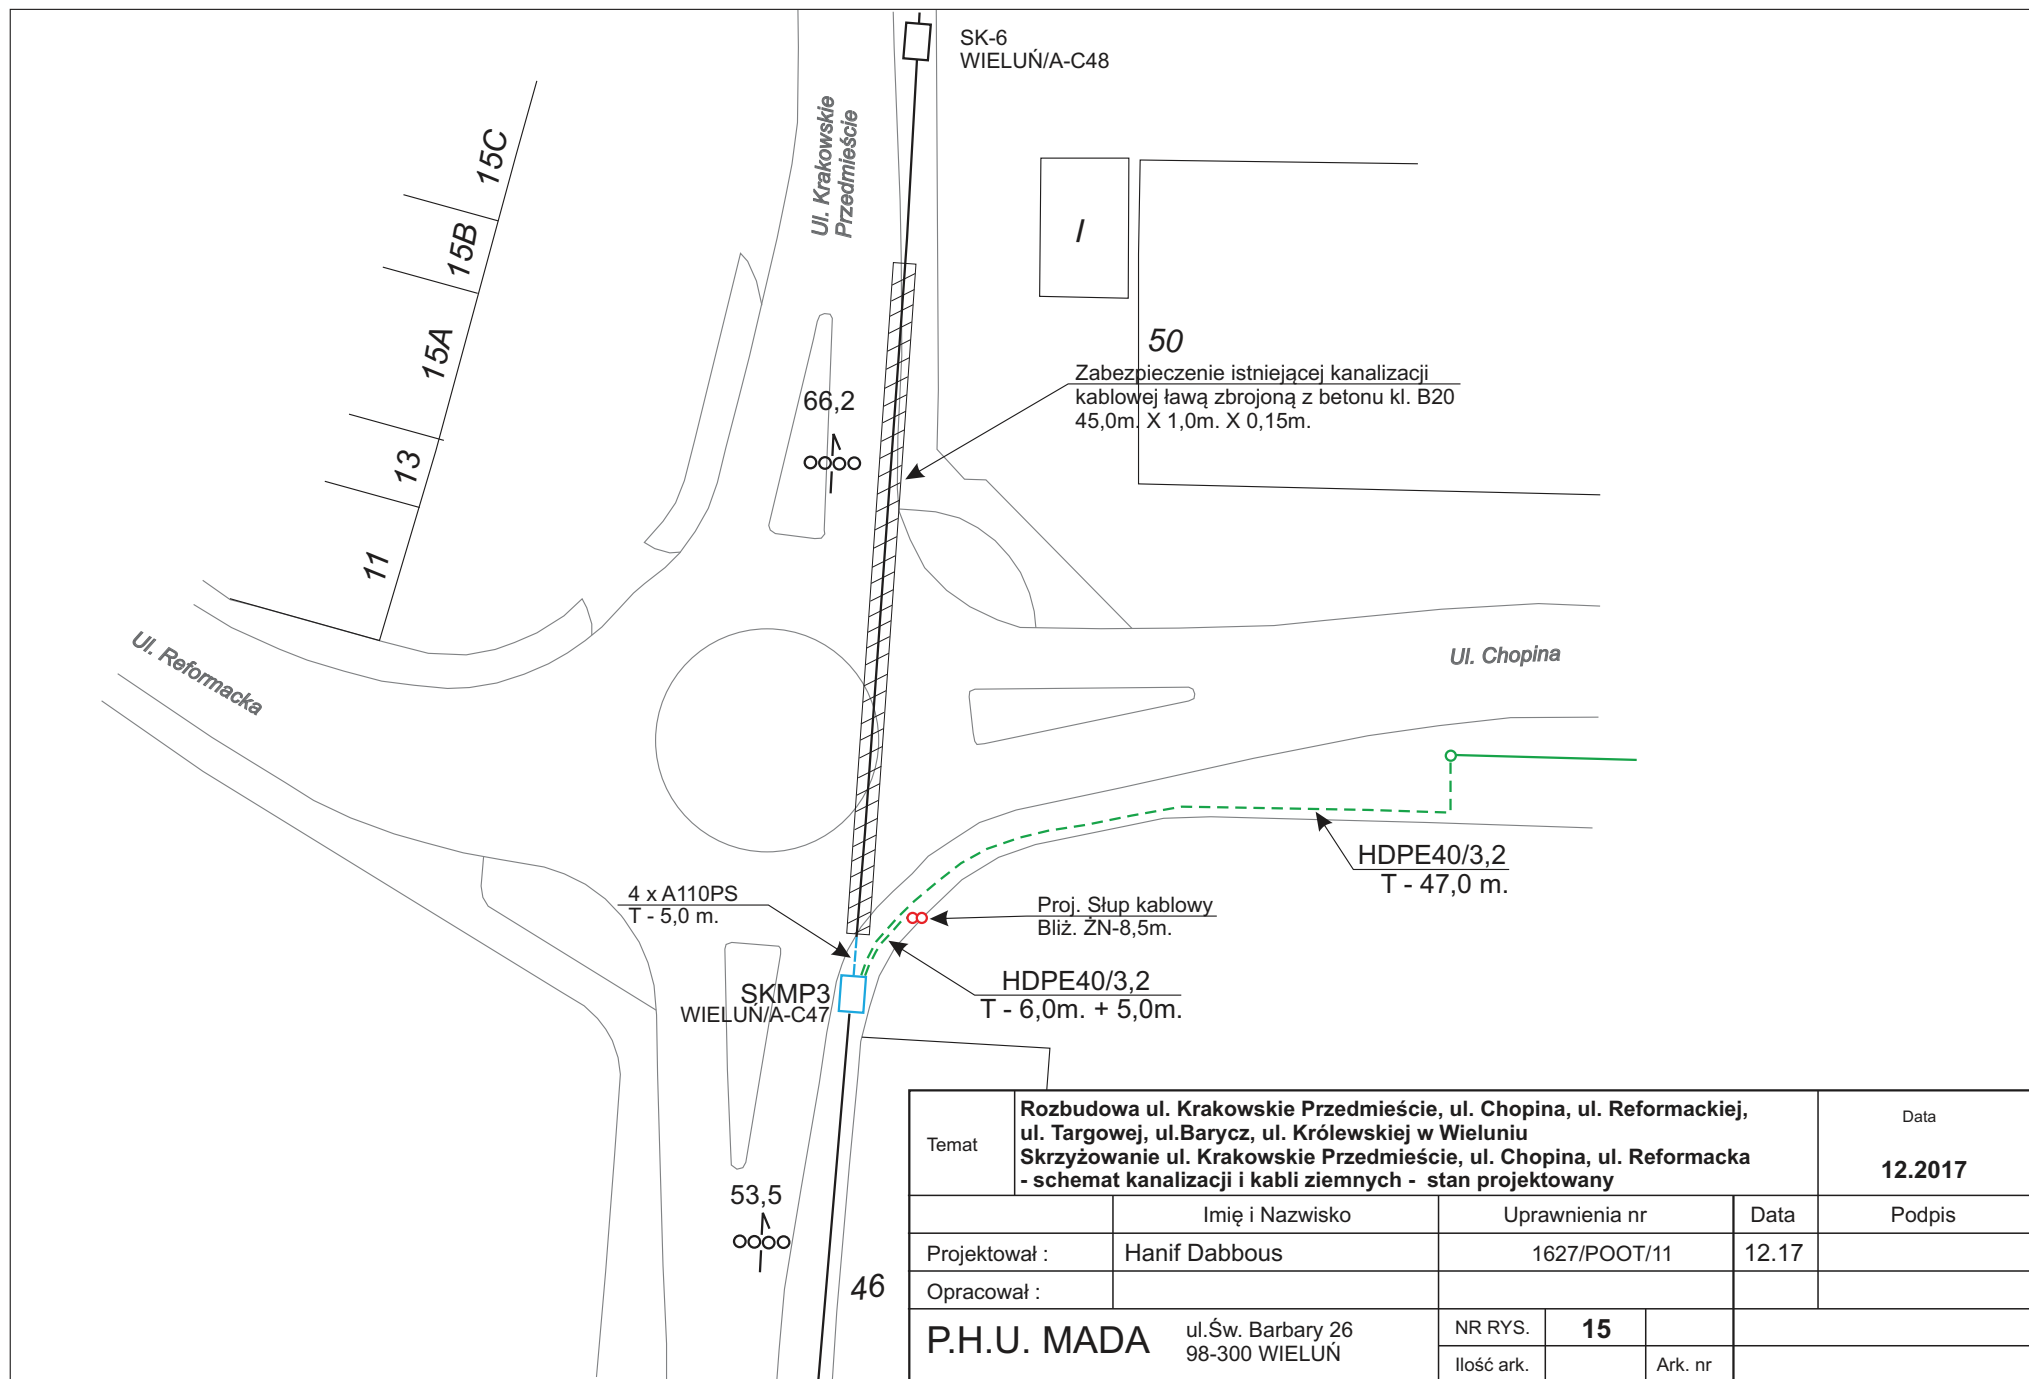 SK-6
WIELUŃ/A-C48
Ul. Krakowskie
Przedmieście
15C
15B
15A
13
11
I
50
Zabezpieczenie istniejącej kanalizacji
kablowej ławą zbrojoną z betonu kl. B20
45,0m. X 1,0m. X 0,15m.
66,2
Ul. Reformacka
Ul. Chopina
HDPE40/3,2
T - 47,0 m.
4 x A110PS
T - 5,0 m.
Proj. Słup kablowy
Bliż. ŻN-8,5m.
HDPE40/3,2
T - 6,0m. + 5,0m.
SKMP3
WIELUŃ/A-C47
53,5
46
Temat
Rozbudowa ul. Krakowskie Przedmieście, ul. Chopina, ul. Reformackiej,
ul. Targowej, ul.Barycz, ul. Królewskiej w Wieluniu
Skrzyżowanie ul. Krakowskie Przedmieście, ul. Chopina, ul. Reformacka
- schemat kanalizacji i kabli ziemnych - stan projektowany
Data
12.2017
Imię i Nazwisko Uprawnienia nr Data Podpis
Projektował : Hanif Dabbous 1627/POOT/11 12.17
Opracował :
P.H.U. MADA
ul.Św. Barbary 26
98-300 WIELUŃ
NR RYS. 15
Ilość ark. Ark. nr